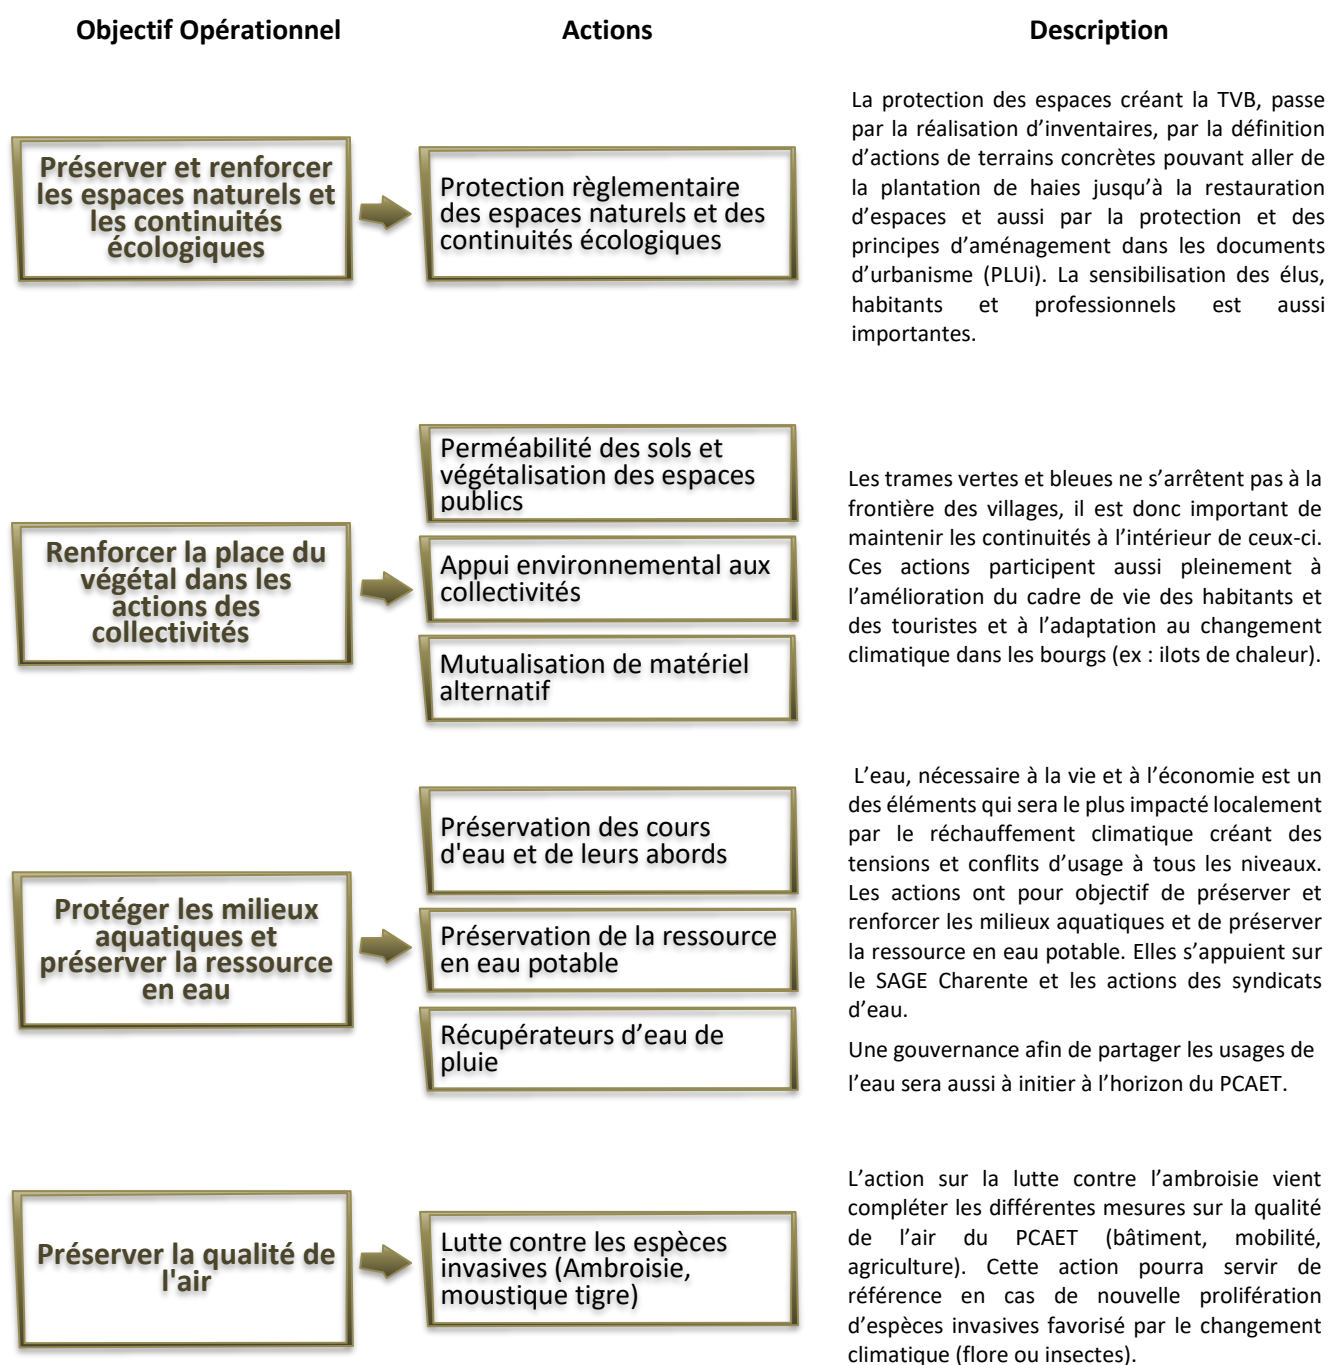 Objectif Opérationnel
Actions
Description
Préserver et renforcer
les espaces naturels et
les continuités
écologiques
Protection règlementaire
des espaces naturels et des
continuités écologiques
La protection des espaces créant la TVB, passe
par la réalisation d’inventaires, par la définition
d’actions de terrains concrètes pouvant aller de
la plantation de haies jusqu’à la restauration
d’espaces et aussi par la protection et des
principes d’aménagement dans les documents
d’urbanisme (PLUi). La sensibilisation des élus,
habitants et professionnels est aussi
importantes.
Renforcer la place du
végétal dans les
actions des
collectivités
Perméabilité des sols et
végétalisation des espaces
publics
Appui environnemental aux
collectivités
Mutualisation de matériel
alternatif
Les trames vertes et bleues ne s’arrêtent pas à la
frontière des villages, il est donc important de
maintenir les continuités à l’intérieur de ceux-ci.
Ces actions participent aussi pleinement à
l’amélioration du cadre de vie des habitants et
des touristes et à l’adaptation au changement
climatique dans les bourgs (ex : ilots de chaleur).
Protéger les milieux
aquatiques et
préserver la ressource
en eau
Préservation des cours
d'eau et de leurs abords
Préservation de la ressource
en eau potable
Récupérateurs d’eau de
pluie
L’eau, nécessaire à la vie et à l’économie est un
des éléments qui sera le plus impacté localement
par le réchauffement climatique créant des
tensions et conflits d’usage à tous les niveaux.
Les actions ont pour objectif de préserver et
renforcer les milieux aquatiques et de préserver
la ressource en eau potable. Elles s’appuient sur
le SAGE Charente et les actions des syndicats
d’eau.
Une gouvernance afin de partager les usages de
l’eau sera aussi à initier à l’horizon du PCAET.
Préserver la qualité de
l'air
Lutte contre les espèces
invasives (Ambroisie,
moustique tigre)
L’action sur la lutte contre l’ambroisie vient
compléter les différentes mesures sur la qualité
de l’air du PCAET (bâtiment, mobilité,
agriculture). Cette action pourra servir de
référence en cas de nouvelle prolifération
d’espèces invasives favorisé par le changement
climatique (flore ou insectes).